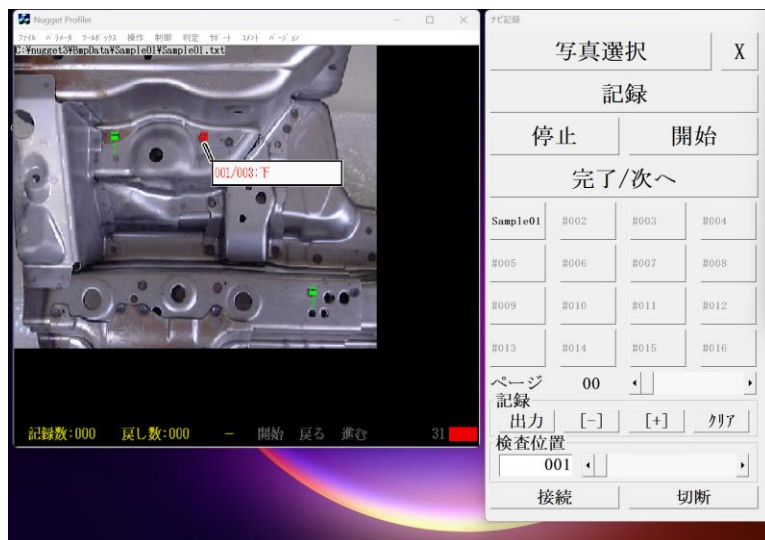 Nugget Profiler
ファイル パラメータ ツールボックス 操作 制御 判定 サポート コメント バージョン
C:¥nugget3¥BmpData¥Sample01¥Sample01.txt
001/003:下
記録数:000 戻し数:000 － 開始 戻る 進む 31
ナビ記録
写真選択 X
記録
停止 開始
完了/次へ
Sample01 #002 #003 #004
#005 #006 #007 #008
#009 #010 #011 #012
#013 #014 #015 #016
ページ 00
記録
出力 [-] [+] クリア
検査位置
001
接続 切断